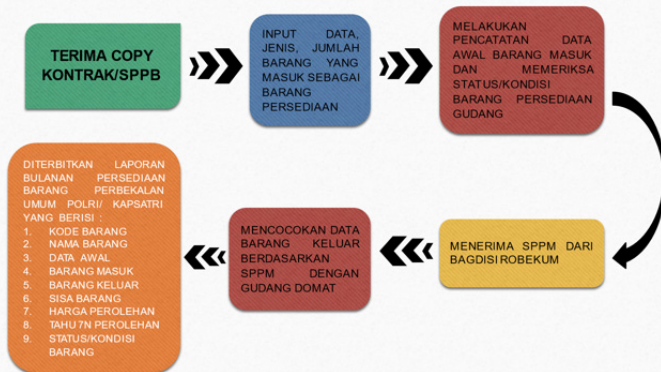 TERIMA COPY
KONTRAK/SPPB
INPUT DATA,
JENIS, JUMLAH
BARANG YANG
MASUK SEBAGAI
BARANG
PERSEDIAAN
MELAKUKAN
PENCATATAN DATA
AWAL BARANG MASUK
DAN MEMERIKSA
STATUS/KONDISI
BARANG PERSEDIAAN
GUDANG
MENERIMA SPPM DARI
BAGDISI ROBEKUM
MENCOCOKAN DATA
BARANG KELUAR
BERDASARKAN
SPPM DENGAN
GUDANG DOMAT
DITERBITKAN LAPORAN
BULANAN PERSEDIAAN
BARANG PERBEKALAN
UMUM POLRI/ KAPSATRI
YANG BERISI :
1. KODE BARANG
2. NAMA BARANG
3. DATA AWAL
4. BARANG MASUK
5. BARANG KELUAR
6. SISA BARANG
7. HARGA PEROLEHAN
8. TAHU 7N PEROLEHAN
9. STATUS/KONDISI
BARANG